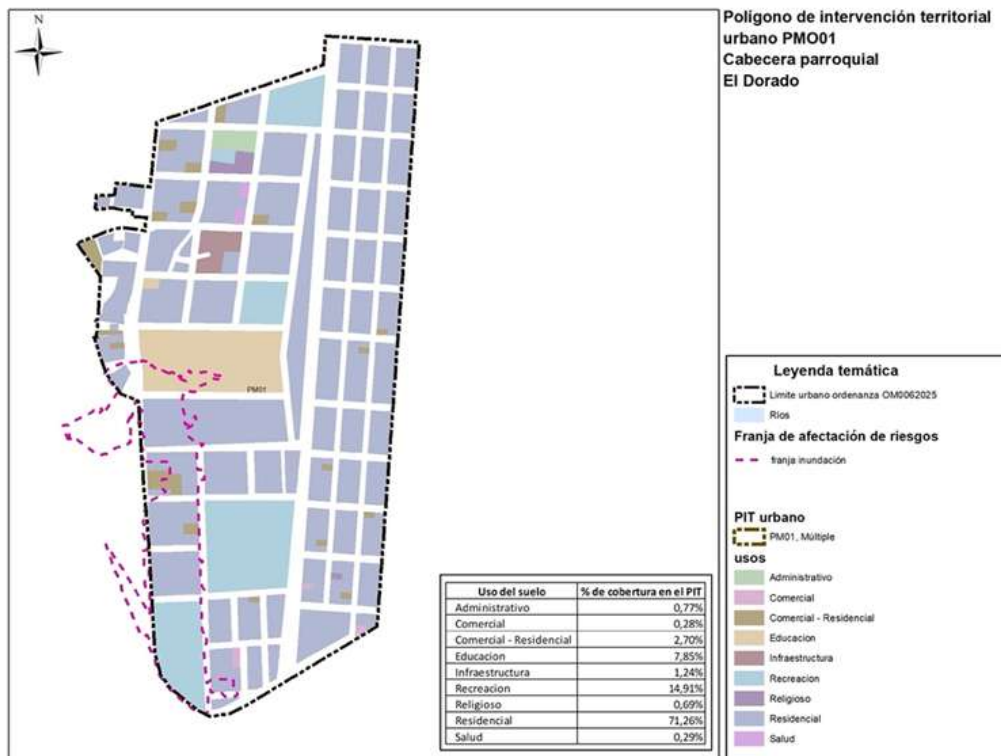 N
Polígono de intervención territorial
urbano PMO01
Cabecera parroquial
El Dorado
PM01
Leyenda temática
Limite urbano ordenanza OM0062025
Rios
Franja de afectación de riesgos
franja inundación
PIT urbano
PM01, Múltiple
usos
Administrativo
Comercial
Comercial - Residencial
Educacion
Infraestructura
Recreacion
Religioso
Residencial
Salud
Uso del suelo % de cobertura en el PIT
Administrativo 0,77%
Comercial 0,28%
Comercial - Residencial 2,70%
Educacion 7,85%
Infraestructura 1,24%
Recreacion 14,91%
Religioso 0,69%
Residencial 71,26%
Salud 0,29%